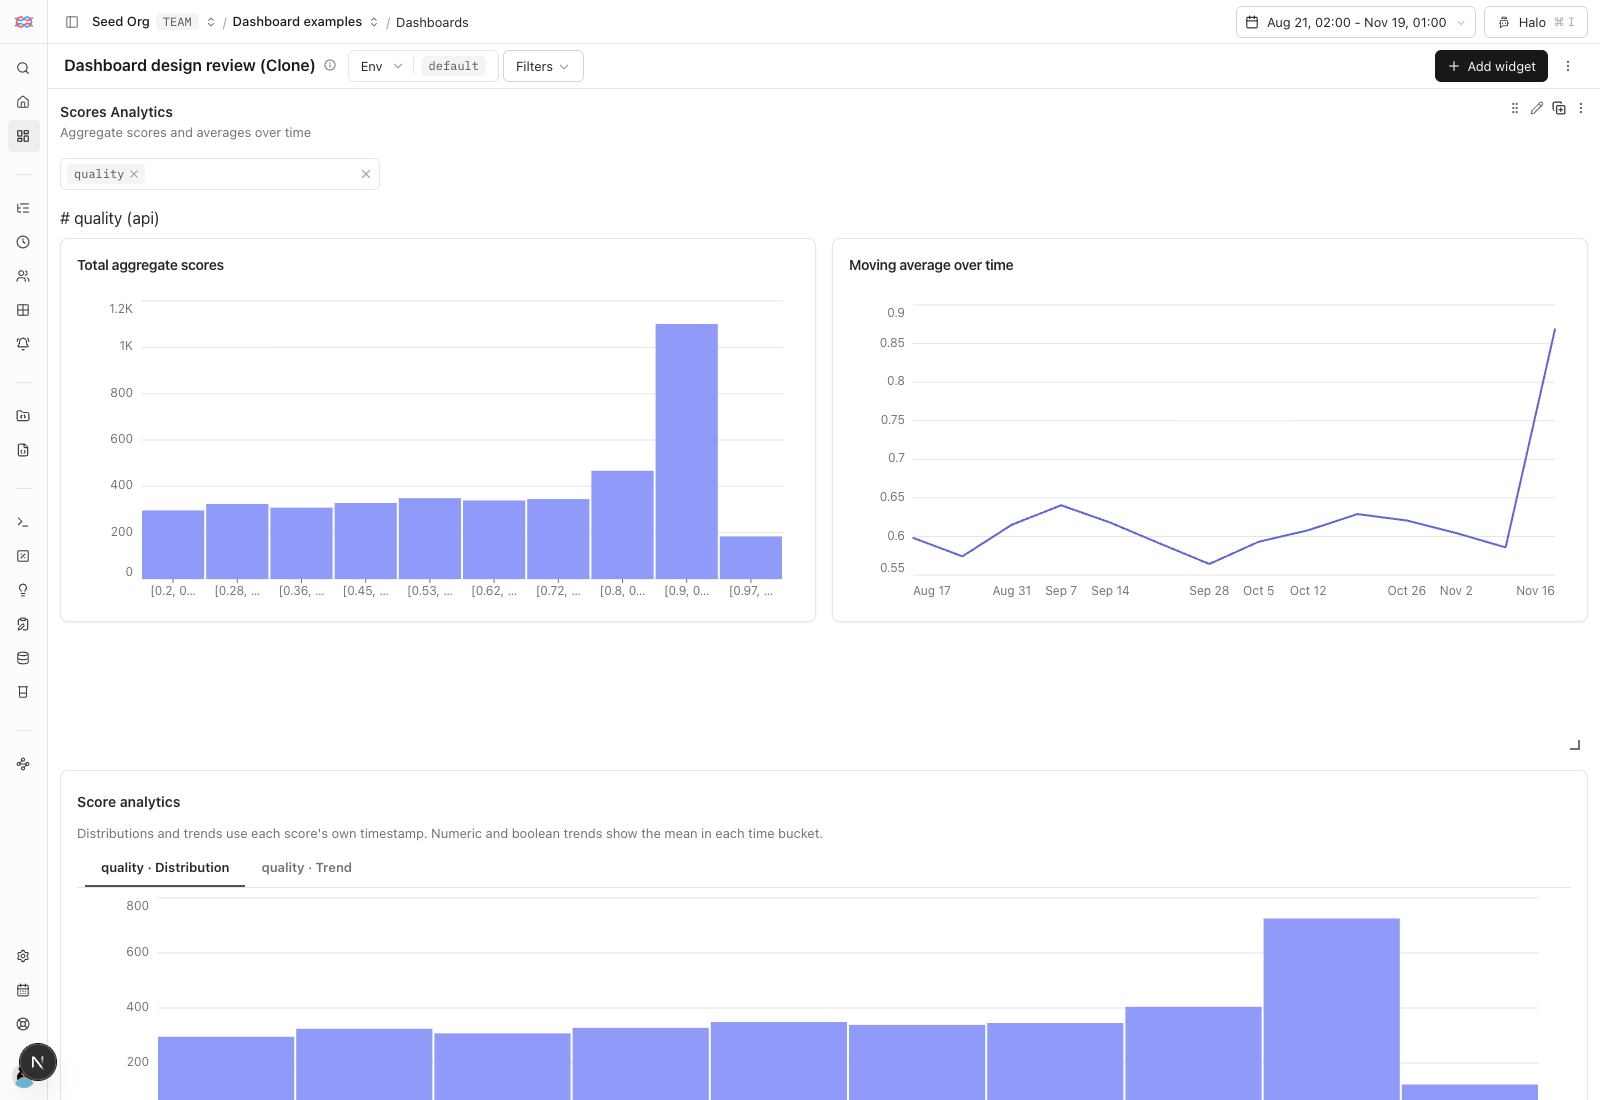 Seed Org TEAM / Dashboard examples / Dashboards
Aug 21, 02:00 - Nov 19, 01:00
Halo ⌘ I
Dashboard design review (Clone)
Env default
Filters
+ Add widget
Scores Analytics
Aggregate scores and averages over time
quality
# quality (api)
Total aggregate scores
1.2K
1K
800
600
400
200
0
[0.2, 0... [0.28, ... [0.36, ... [0.45, ... [0.53, ... [0.62, ... [0.72, ... [0.8, 0... [0.9, 0... [0.97, ...
Moving average over time
0.9
0.85
0.8
0.75
0.7
0.65
0.6
0.55
Aug 17 Aug 31 Sep 7 Sep 14 Sep 28 Oct 5 Oct 12 Oct 26 Nov 2 Nov 16
Score analytics
Distributions and trends use each score's own timestamp. Numeric and boolean trends show the mean in each time bucket.
quality · Distribution quality · Trend
800
600
400
200
N